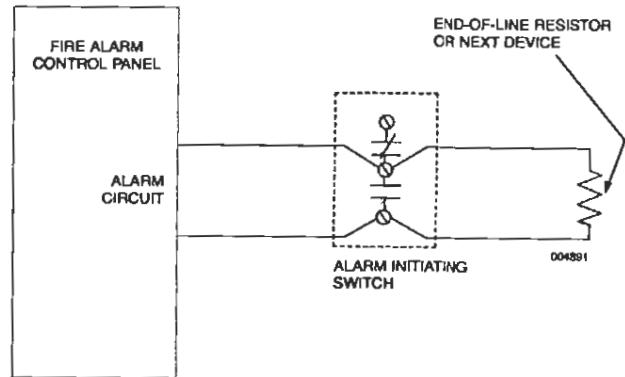 END-OF-LINE RESISTOR
OR NEXT DEVICE
FIRE ALARM
CONTROL PANEL
ALARM
CIRCUIT
ALARM INITIATING
SWITCH
004891